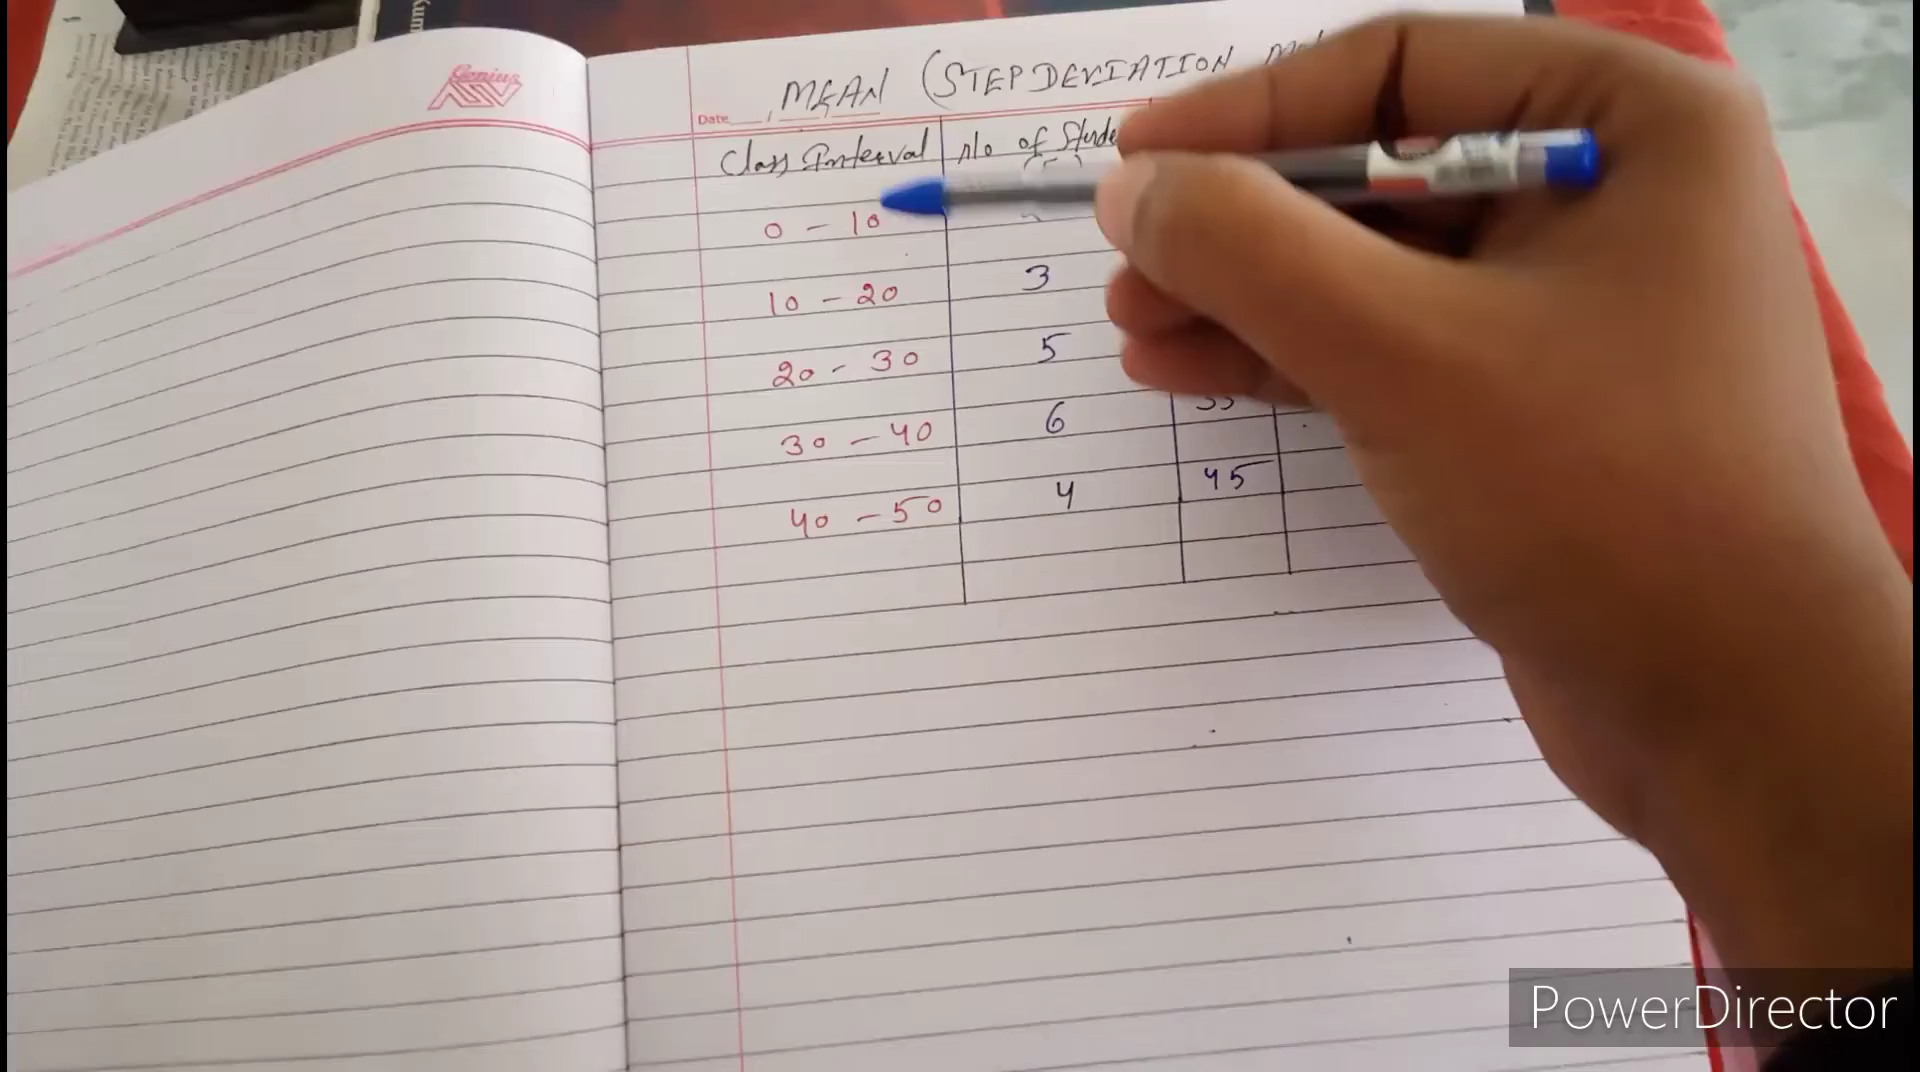 Genius
Date
MEAN (STEP DEVIATION
Class Interval no of
0 - 10
10 - 20 3
20 - 30 5
30 - 40 6 35
40 - 50 4 45
PowerDirector